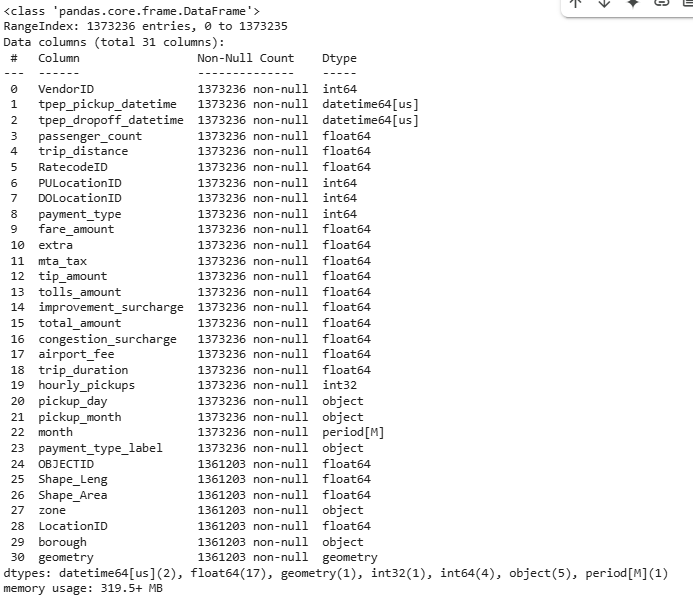 <class 'pandas.core.frame.DataFrame'>
RangeIndex: 1373236 entries, 0 to 1373235
Data columns (total 31 columns):
 #   Column                 Non-Null Count    Dtype
---  ------                 --------------    -----
 0   VendorID               1373236 non-null  int64
 1   tpep_pickup_datetime   1373236 non-null  datetime64[us]
 2   tpep_dropoff_datetime  1373236 non-null  datetime64[us]
 3   passenger_count        1373236 non-null  float64
 4   trip_distance          1373236 non-null  float64
 5   RatecodeID             1373236 non-null  float64
 6   PULocationID           1373236 non-null  int64
 7   DOLocationID           1373236 non-null  int64
 8   payment_type           1373236 non-null  int64
 9   fare_amount            1373236 non-null  float64
 10  extra                  1373236 non-null  float64
 11  mta_tax                1373236 non-null  float64
 12  tip_amount             1373236 non-null  float64
 13  tolls_amount           1373236 non-null  float64
 14  improvement_surcharge  1373236 non-null  float64
 15  total_amount           1373236 non-null  float64
 16  congestion_surcharge   1373236 non-null  float64
 17  airport_fee            1373236 non-null  float64
 18  trip_duration          1373236 non-null  float64
 19  hourly_pickups         1373236 non-null  int32
 20  pickup_day             1373236 non-null  object
 21  pickup_month           1373236 non-null  object
 22  month                  1373236 non-null  period[M]
 23  payment_type_label     1373236 non-null  object
 24  OBJECTID               1361203 non-null  float64
 25  Shape_Leng             1361203 non-null  float64
 26  Shape_Area             1361203 non-null  float64
 27  zone                   1361203 non-null  object
 28  LocationID             1361203 non-null  float64
 29  borough                1361203 non-null  object
 30  geometry               1361203 non-null  geometry
dtypes: datetime64[us](2), float64(17), geometry(1), int32(1), int64(4), object(5), period[M](1)
memory usage: 319.5+ MB